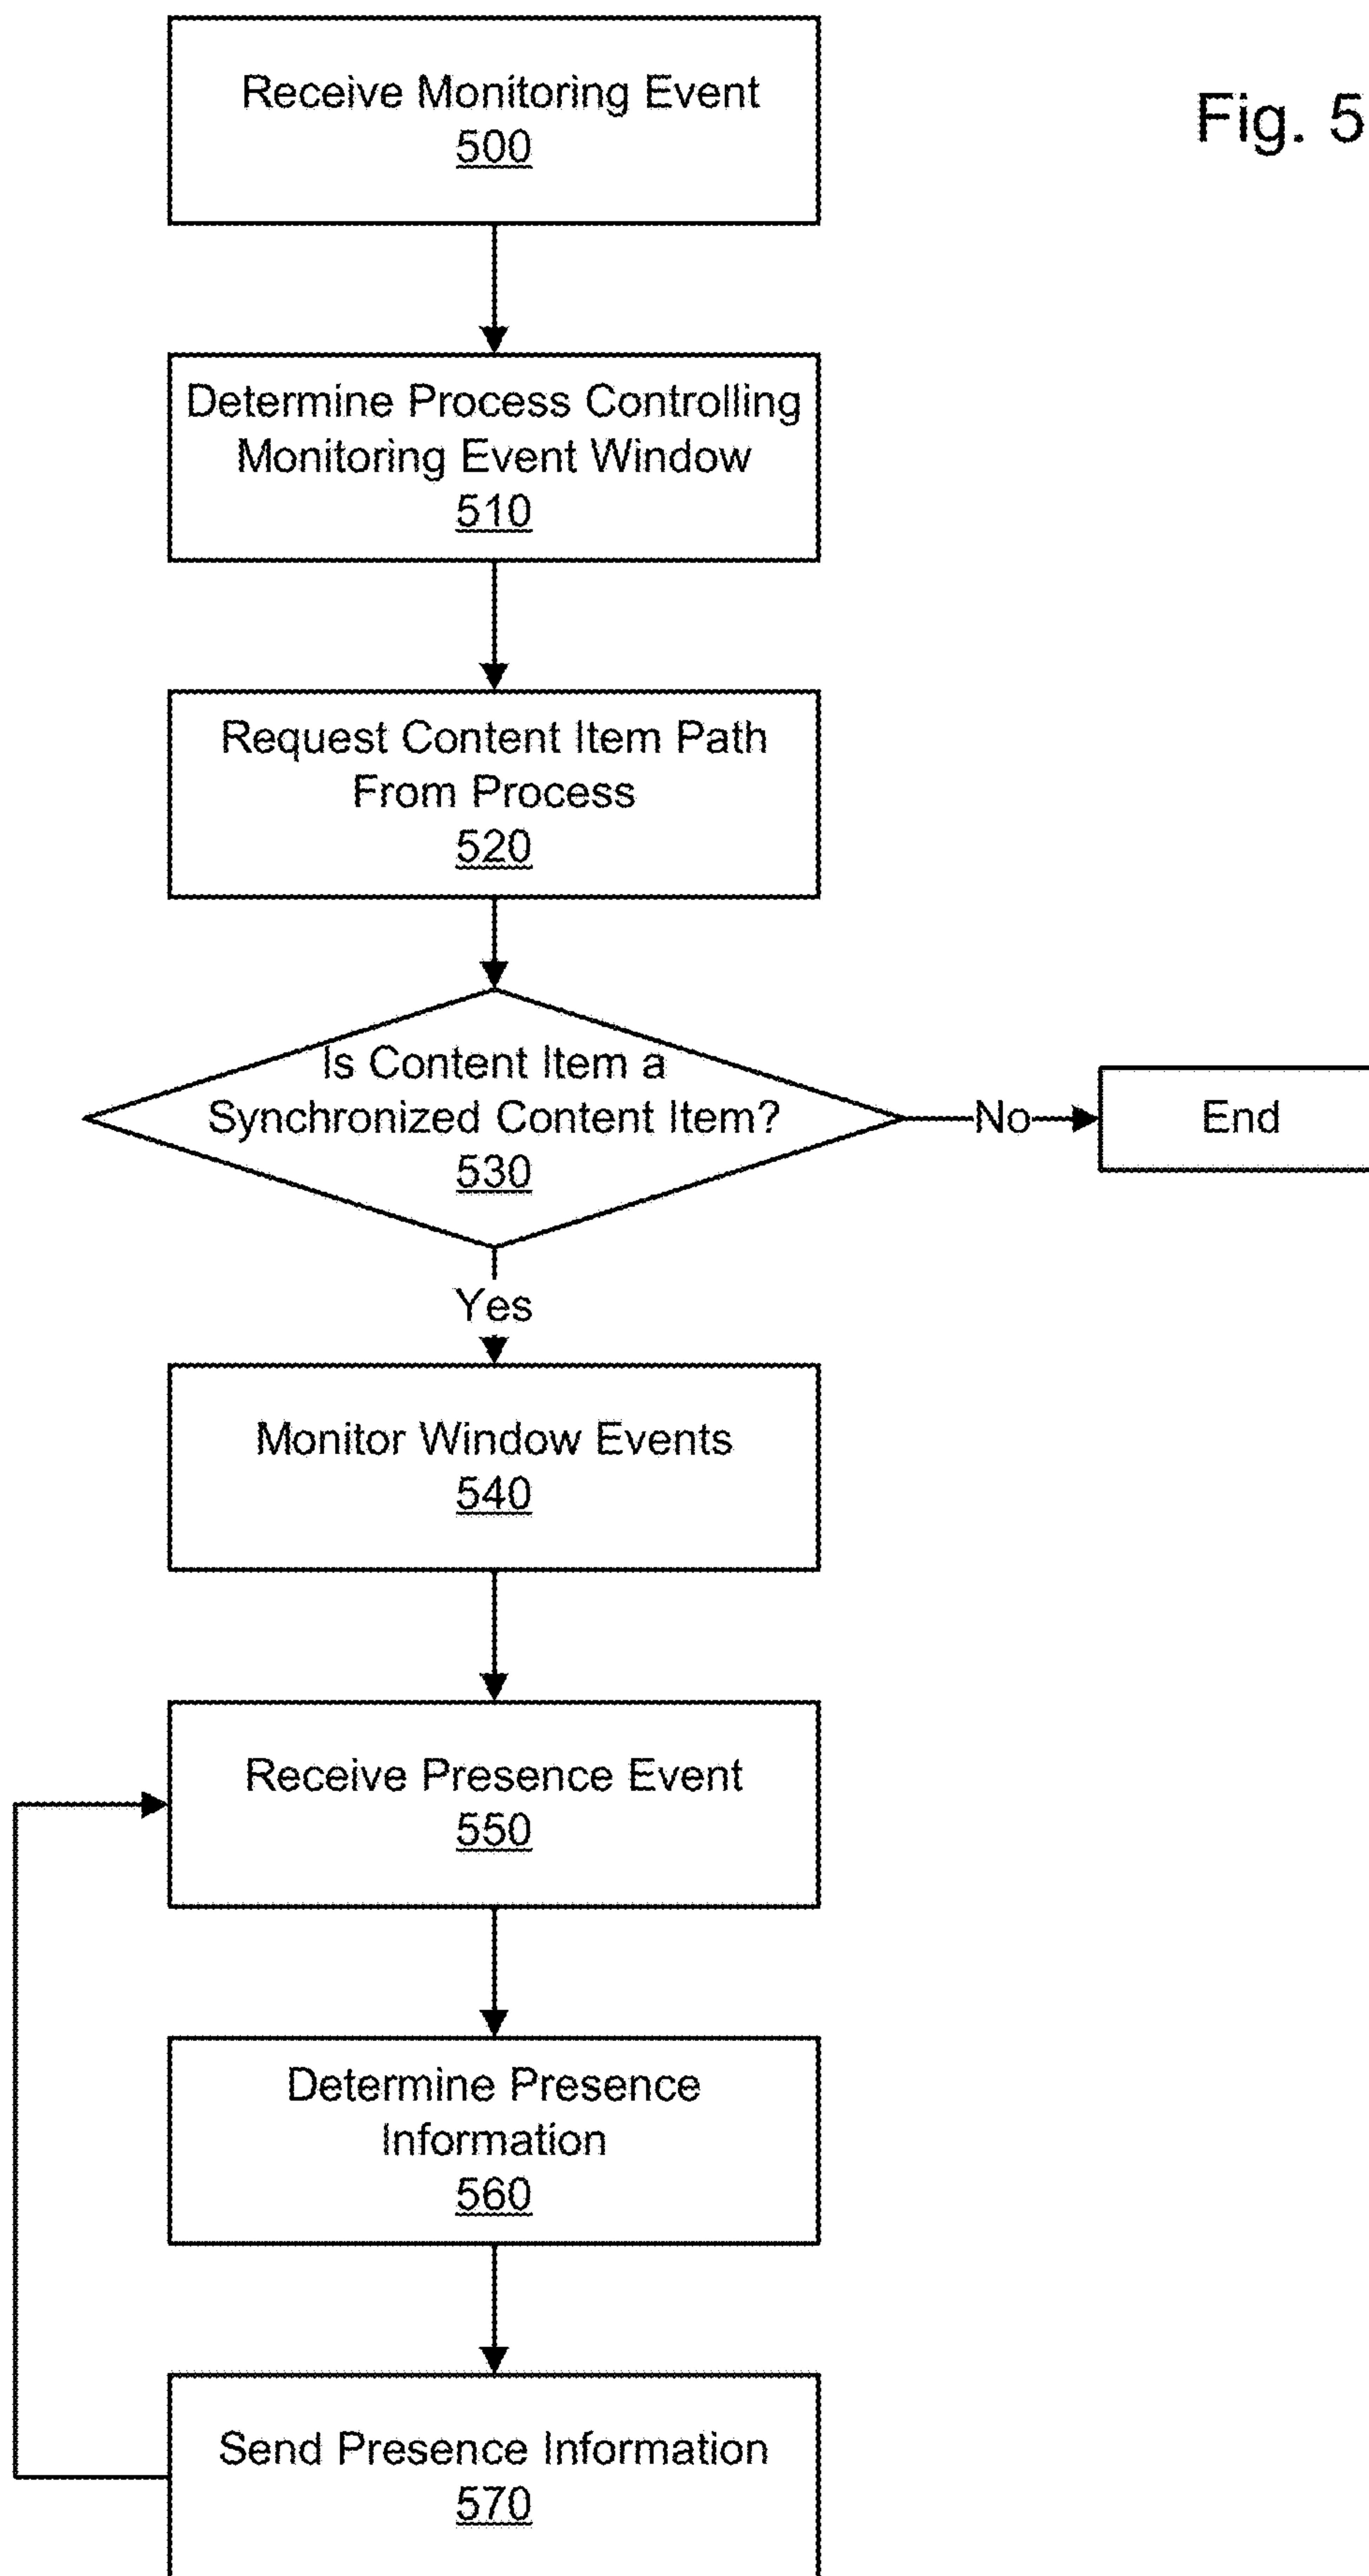 Fig. 5
Receive Monitoring Event
500
Determine Process Controlling
Monitoring Event Window
510
Request Content Item Path
From Process
520
Is Content Item a
Synchronized Content Item?
530
No
End
Yes
Monitor Window Events
540
Receive Presence Event
550
Determine Presence
Information
560
Send Presence Information
570